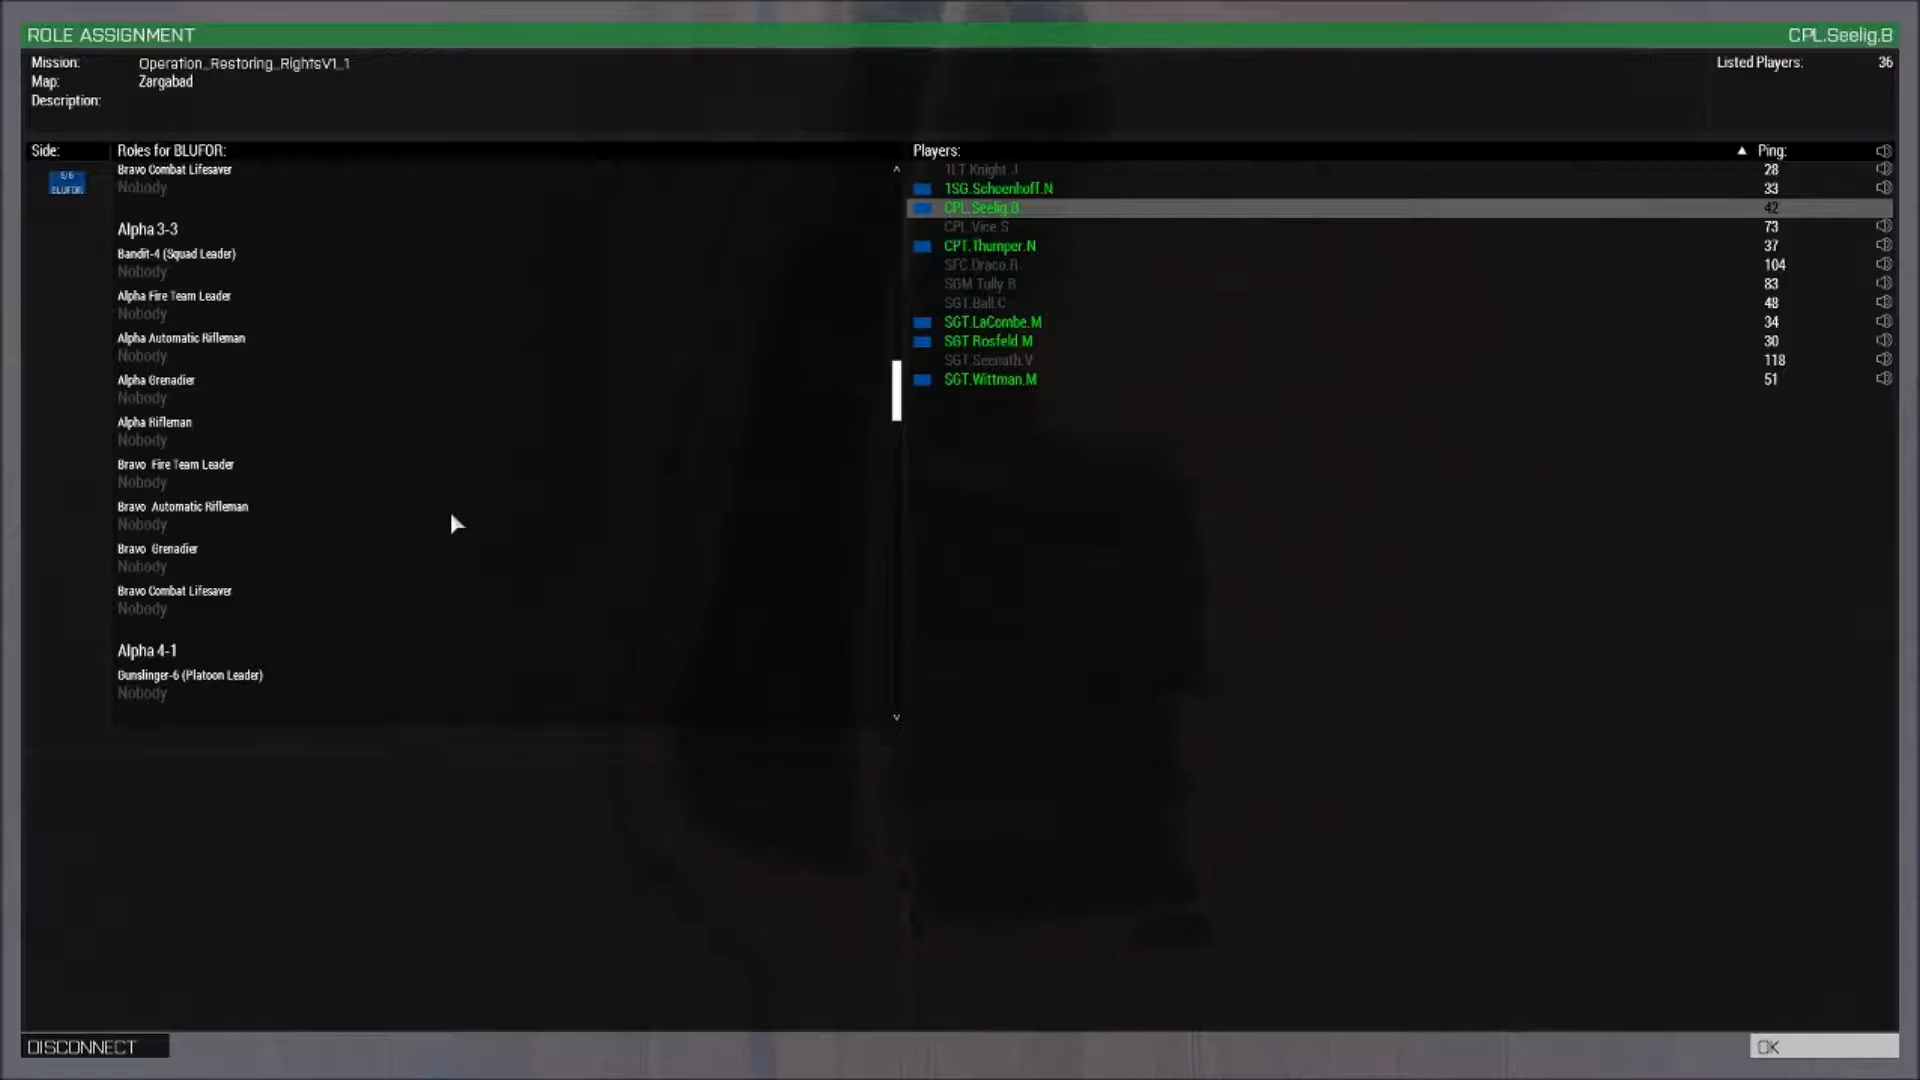 ROLE ASSIGNMENT CPL.Seelig.B
Mission: Operation_Restoring_RightsV1_1 Listed Players: 36
Map: Zargabad
Description:
Side: Roles for BLUFOR: Players: Ping:
BLUFOR
Bravo Combat Lifesaver
Nobody
Alpha 3-3
Bandit-4 (Squad Leader)
Nobody
Alpha Fire Team Leader
Nobody
Alpha Automatic Rifleman
Nobody
Alpha Grenadier
Nobody
Alpha Rifleman
Nobody
Bravo Fire Team Leader
Nobody
Bravo Automatic Rifleman
Nobody
Bravo Grenadier
Nobody
Bravo Combat Lifesaver
Nobody
Alpha 4-1
Gunslinger-6 (Platoon Leader)
Nobody
1LT.Knight.J 28
1SG.Schoenhoff.N 33
CPL.Seelig.B 42
CPL.Vice.S 73
CPT.Thumper.N 37
SFC.Draco.R 104
SGM.Tully.B 83
SGT.Ball.C 48
SGT.LaCombe.M 34
SGT.Rosfeld.M 30
SGT.Seenath.V 118
SGT.Wittman.M 51
DISCONNECT OK